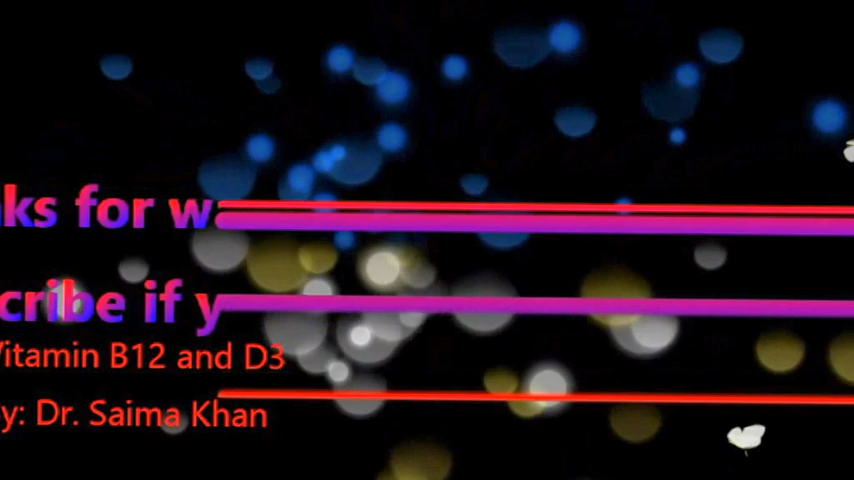 ks for w
cribe if y
Vitamin B12 and D3
y: Dr. Saima Khan